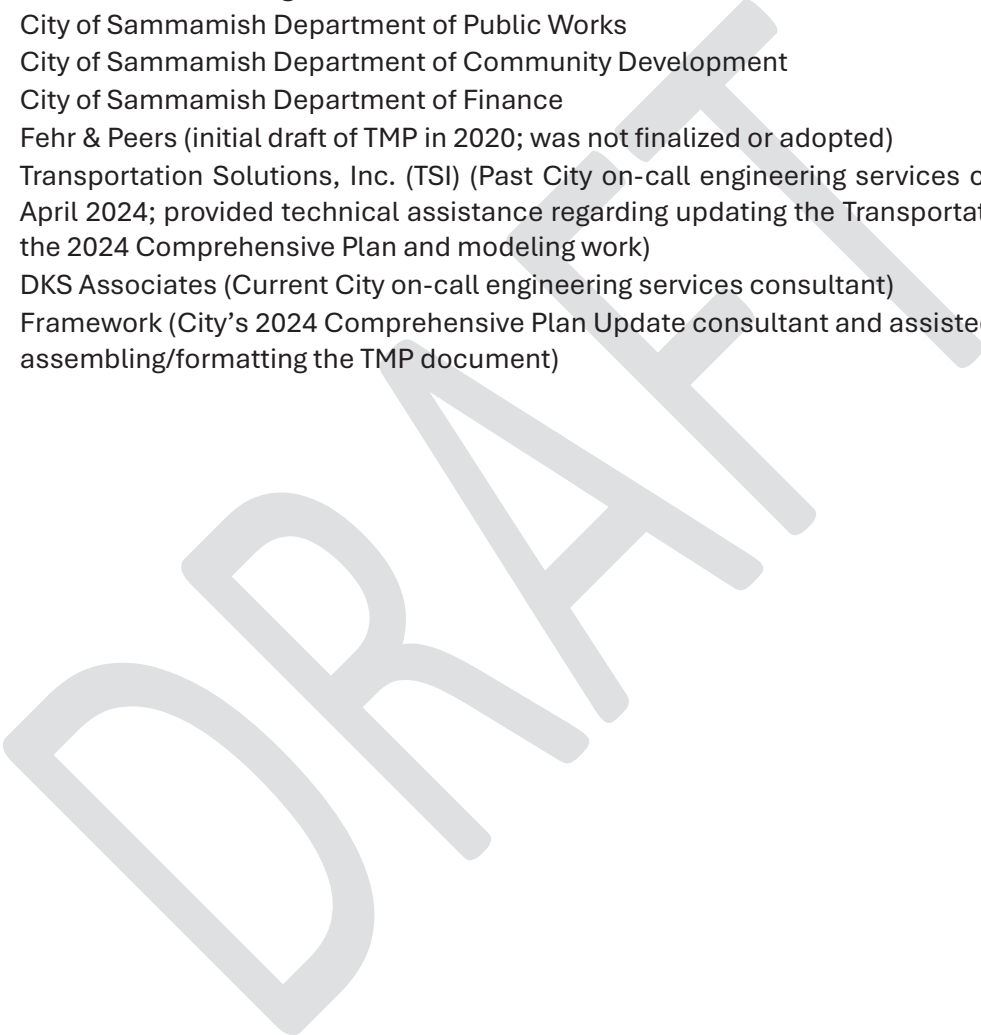 City of Sammamish Department of Public Works
City of Sammamish Department of Community Development
City of Sammamish Department of Finance
Fehr & Peers (initial draft of TMP in 2020; was not finalized or adopted)
Transportation Solutions, Inc. (TSI) (Past City on-call engineering services
April 2024; provided technical assistance regarding updating the
the 2024 Comprehensive Plan and modeling work)
DKS Associates (Current City on-call engineering services consultant)
Framework (City’s 2024 Comprehensive Plan Update consultant and
assembling/formatting the TMP document)
DRAFT